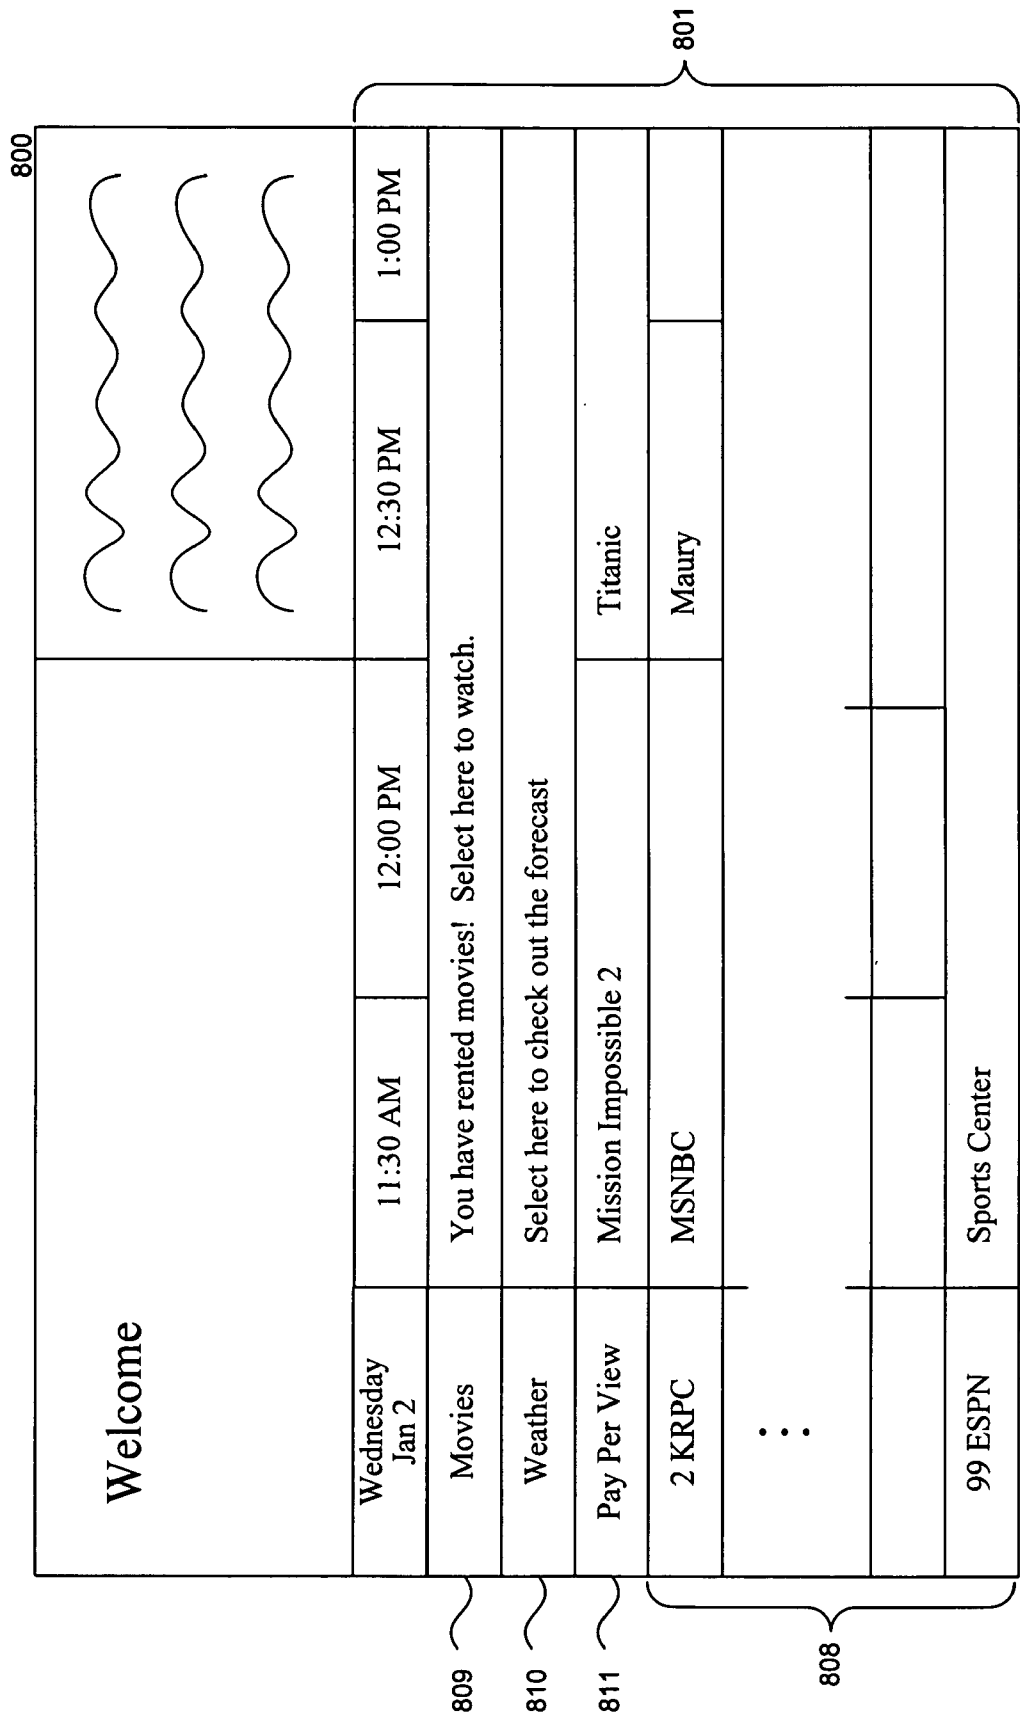 800
Welcome
Wednesday
Jan 2
11:30 AM
12:00 PM
12:30 PM
1:00 PM
809
Movies
You have rented movies! Select here to watch.
810
Weather
Select here to check out the forecast
811
Pay Per View
Mission Impossible 2
Titanic
2 KRPC
MSNBC
Maury
...
99 ESPN
Sports Center
808
801